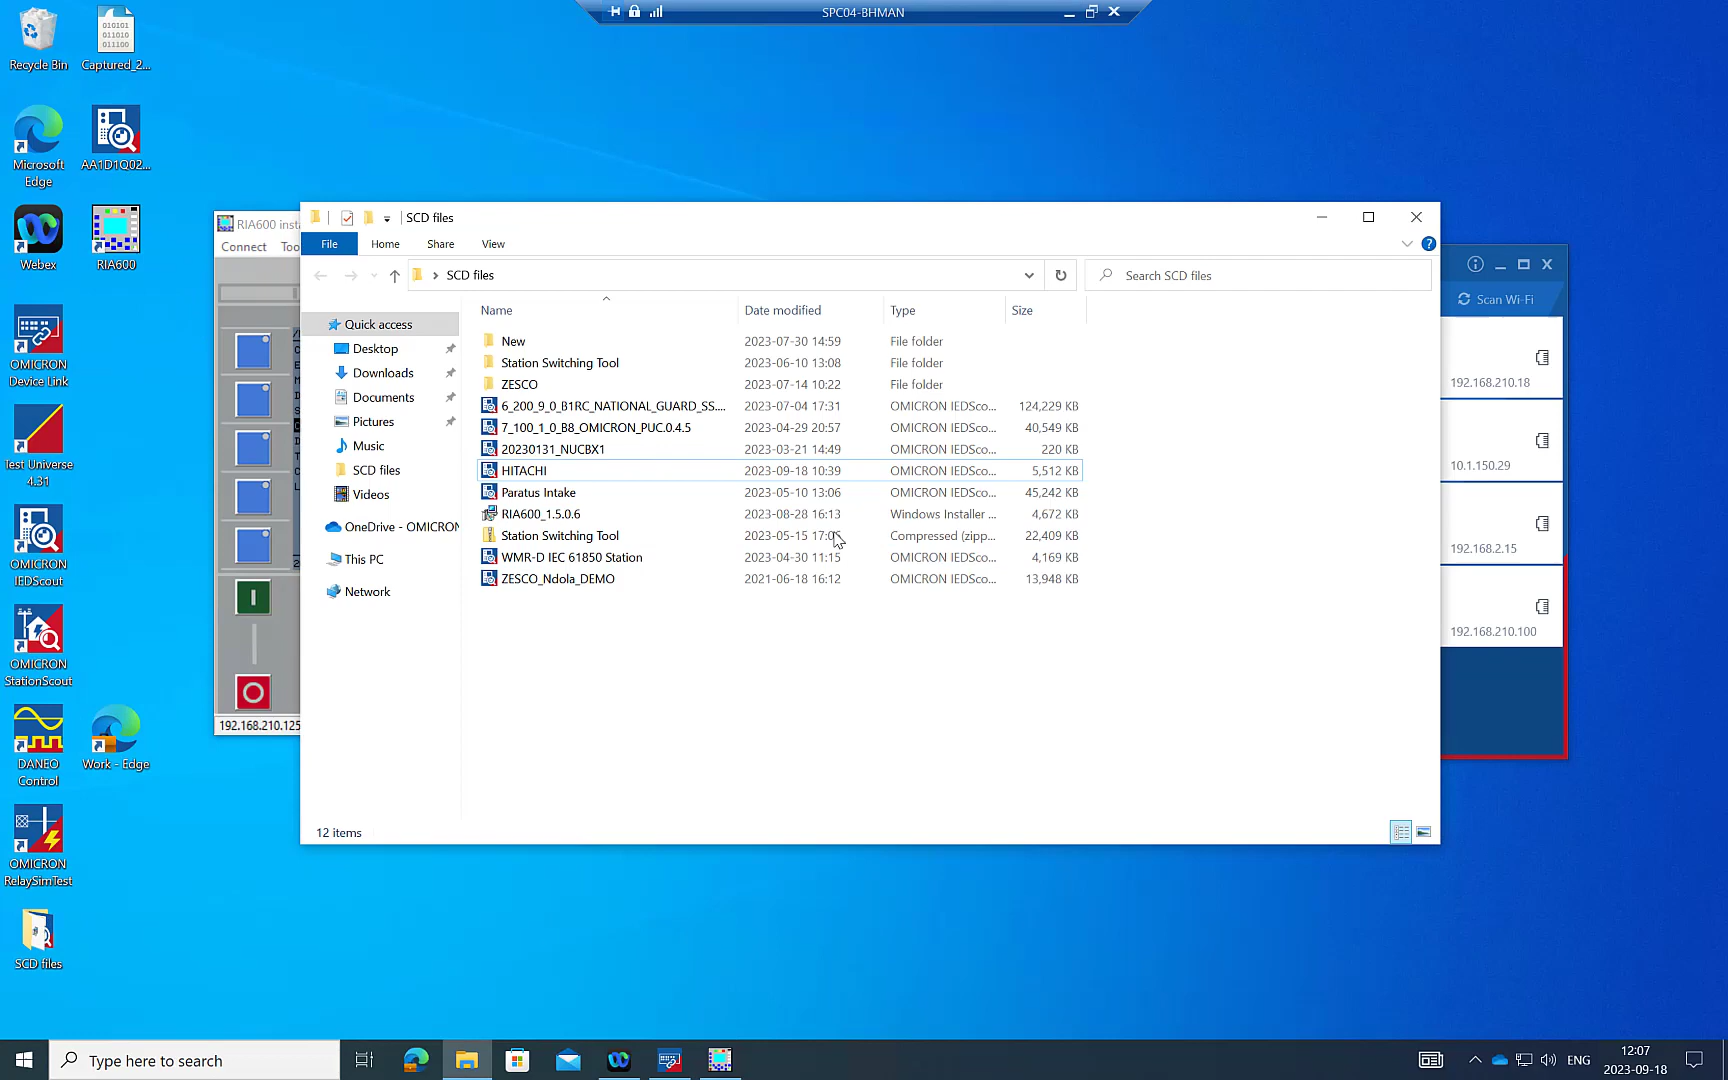 SPC04-BHMAN
Recycle Bin
Captured_2...
Microsoft
Edge
AA1D1Q02...
Webex
RIA600
OMICRON
Device Link
Test Universe
4.31
OMICRON
IEDScout
OMICRON
StationScout
DANEO
Control
Work - Edge
OMICRON
RelaySimTest
SCD files
RIA600 insta
Connect
Too
192.168.210.125
SCD files
File
Home
Share
View
SCD files
Search SCD files
Quick access
Desktop
Downloads
Documents
Pictures
Music
SCD files
Videos
OneDrive - OMICRON
This PC
Network
Name Date modified Type Size
New 2023-07-30 14:59 File folder
Station Switching Tool 2023-06-10 13:08 File folder
ZESCO 2023-07-14 10:22 File folder
6_200_9_0_B1RC_NATIONAL_GUARD_SS.... 2023-07-04 17:31 OMICRON IEDSco... 124,229 KB
7_100_1_0_B8_OMICRON_PUC.0.4.5 2023-04-29 20:57 OMICRON IEDSco... 40,549 KB
20230131_NUCBX1 2023-03-21 14:49 OMICRON IEDSco... 220 KB
HITACHI 2023-09-18 10:39 OMICRON IEDSco... 5,512 KB
Paratus Intake 2023-05-10 13:06 OMICRON IEDSco... 45,242 KB
RIA600_1.5.0.6 2023-08-28 16:13 Windows Installer ... 4,672 KB
Station Switching Tool 2023-05-15 Compressed (zipp... 22,409 KB
WMR-D IEC 61850 Station 2023-04-30 11:15 OMICRON IEDSco... 4,169 KB
ZESCO_Ndola_DEMO 2021-06-18 16:12 OMICRON IEDSco... 13,948 KB
12 items
Scan Wi-Fi
192.168.210.18
10.1.150.29
192.168.2.15
192.168.210.100
Type here to search
ENG
12:07
2023-09-18